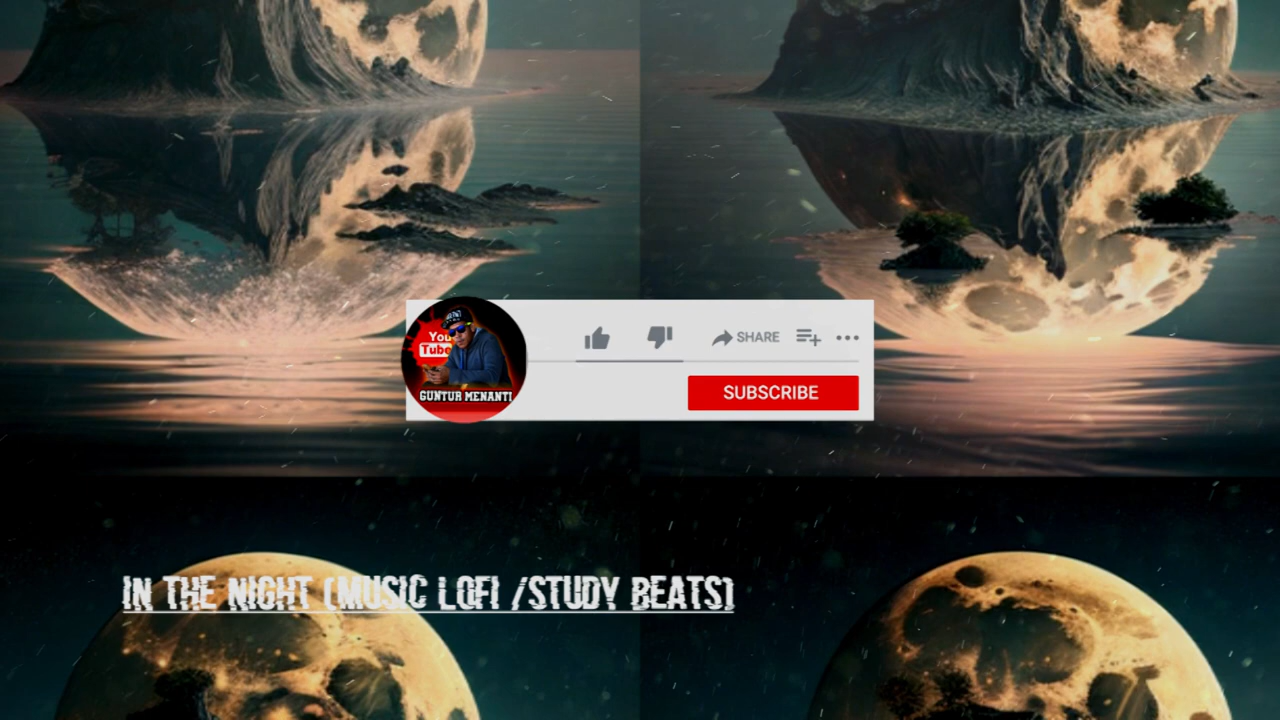 You
Tube
GUNTUR MENANTI
SHARE
SUBSCRIBE
IN THE NIGHT (MUSIC LOFI /STUDY BEATS)